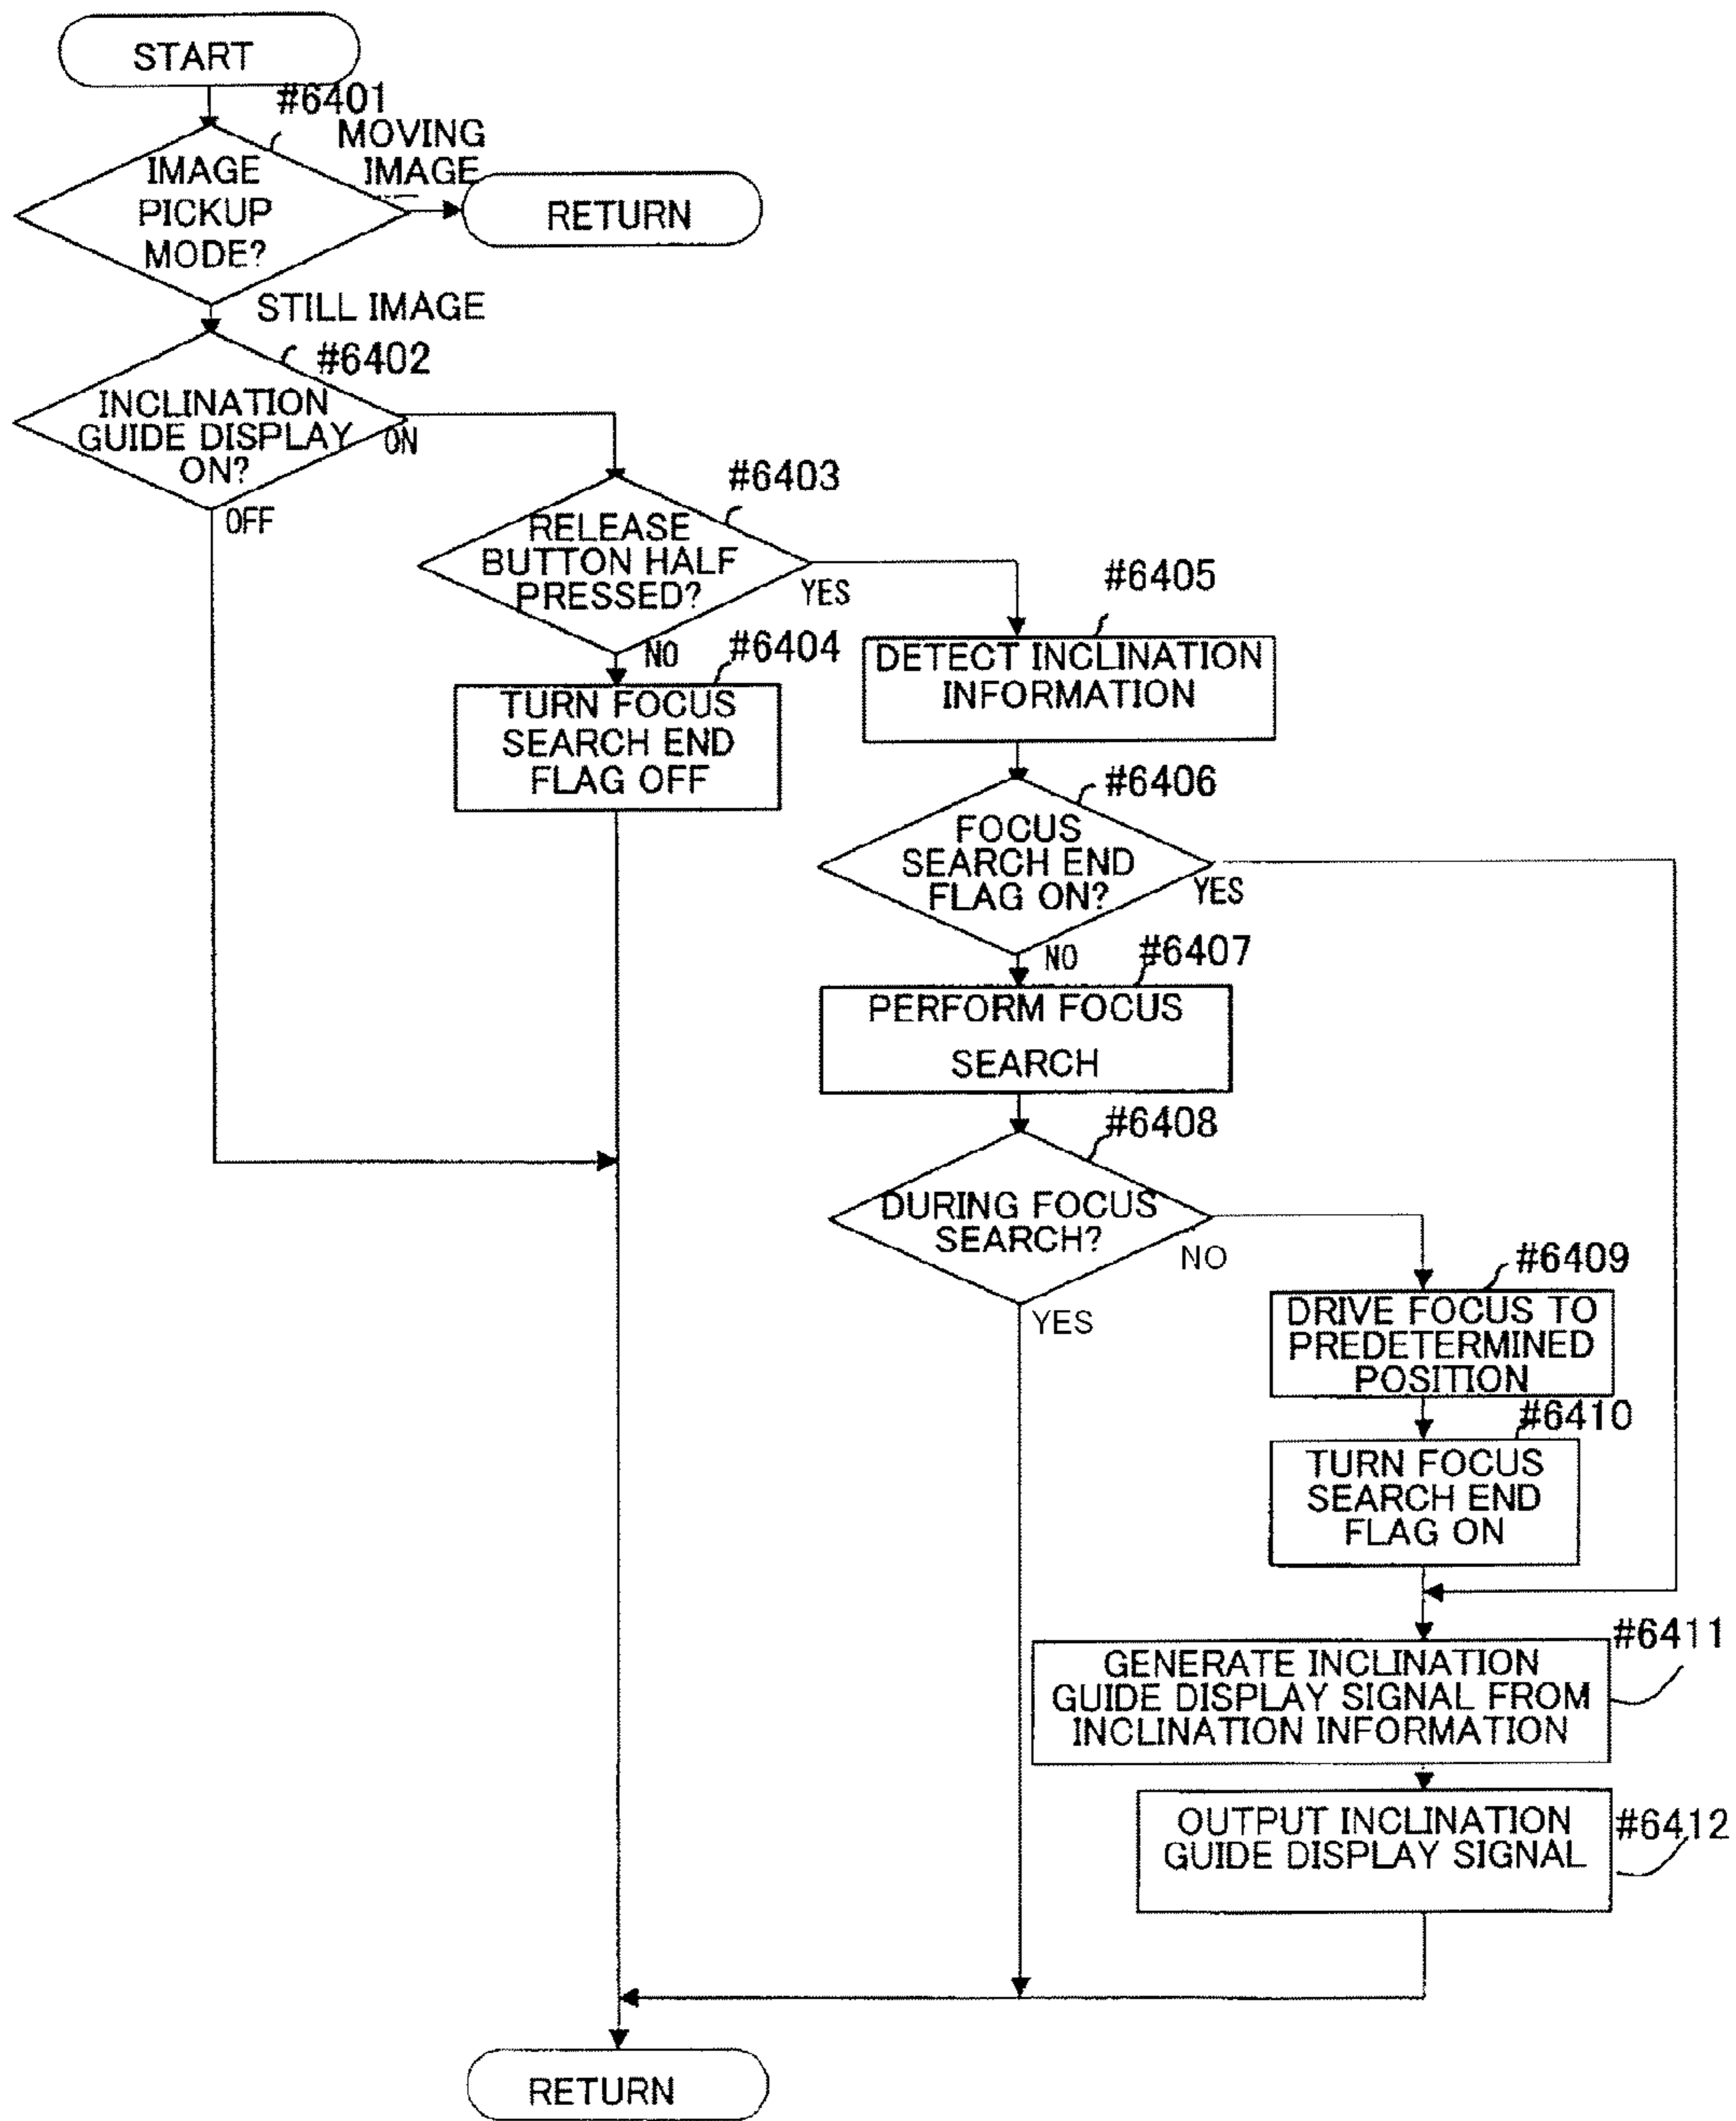 START
#6401
MOVING
IMAGE
IMAGE
PICKUP
MODE?
RETURN
STILL IMAGE
#6402
INCLINATION
GUIDE DISPLAY
ON?
ON
OFF
#6403
RELEASE
BUTTON HALF
PRESSED?
YES
NO
#6404
TURN FOCUS
SEARCH END
FLAG OFF
#6405
DETECT INCLINATION
INFORMATION
#6406
FOCUS
SEARCH END
FLAG ON?
YES
NO
#6407
PERFORM FOCUS
SEARCH
#6408
DURING FOCUS
SEARCH?
NO
YES
#6409
DRIVE FOCUS TO
PREDETERMINED
POSITION
#6410
TURN FOCUS
SEARCH END
FLAG ON
#6411
GENERATE INCLINATION
GUIDE DISPLAY SIGNAL FROM
INCLINATION INFORMATION
#6412
OUTPUT INCLINATION
GUIDE DISPLAY SIGNAL
RETURN